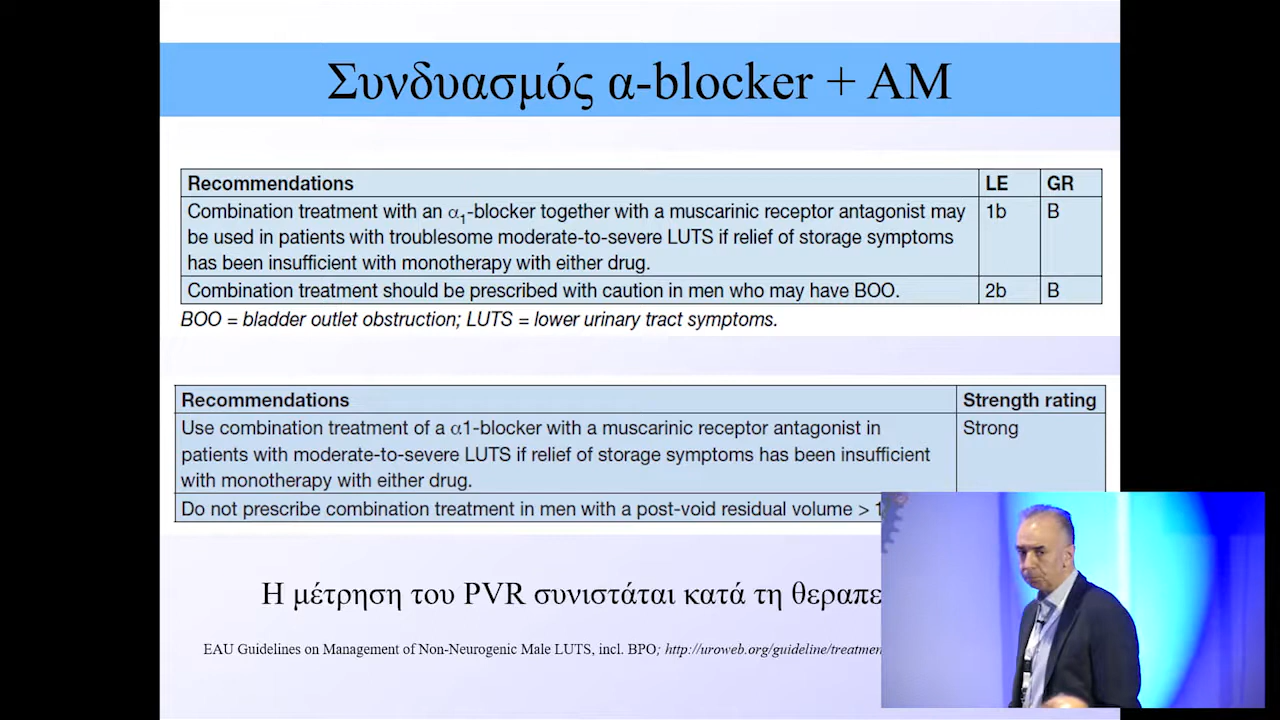 Συνδυασμός α-blocker + AM
Recommendations LE GR
Combination treatment with an α1-blocker together with a muscarinic receptor antagonist may 1b B
be used in patients with troublesome moderate-to-severe LUTS if relief of storage symptoms
has been insufficient with monotherapy with either drug.
Combination treatment should be prescribed with caution in men who may have BOO. 2b B
BOO = bladder outlet obstruction; LUTS = lower urinary tract symptoms.
Recommendations Strength rating
Use combination treatment of a α1-blocker with a muscarinic receptor antagonist in Strong
patients with moderate-to-severe LUTS if relief of storage symptoms has been insufficient
with monotherapy with either drug.
Do not prescribe combination treatment in men with a post-void residual volume >
Η μέτρηση του PVR συνιστάται κατά τη
EAU Guidelines on Management of Non-Neurogenic Male LUTS, incl. BPO; http://uroweb.org/guideline/treatmen